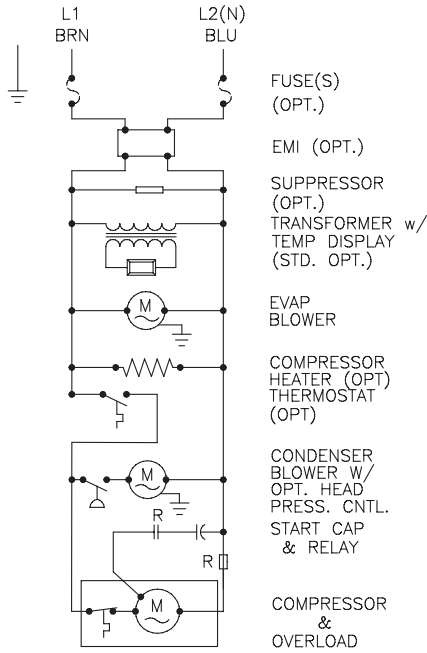 L1
BRN
L2(N)
BLU
FUSE(S)
(OPT.)
EMI (OPT.)
SUPPRESSOR
(OPT.)
TRANSFORMER w/
TEMP DISPLAY
(STD. OPT.)
M
EVAP
BLOWER
COMPRESSOR
HEATER (OPT)
THERMOSTAT
(OPT)
M
CONDENSER
BLOWER W/
OPT. HEAD
PRESS. CNTL.
R
START CAP
& RELAY
R
M
COMPRESSOR
&
OVERLOAD